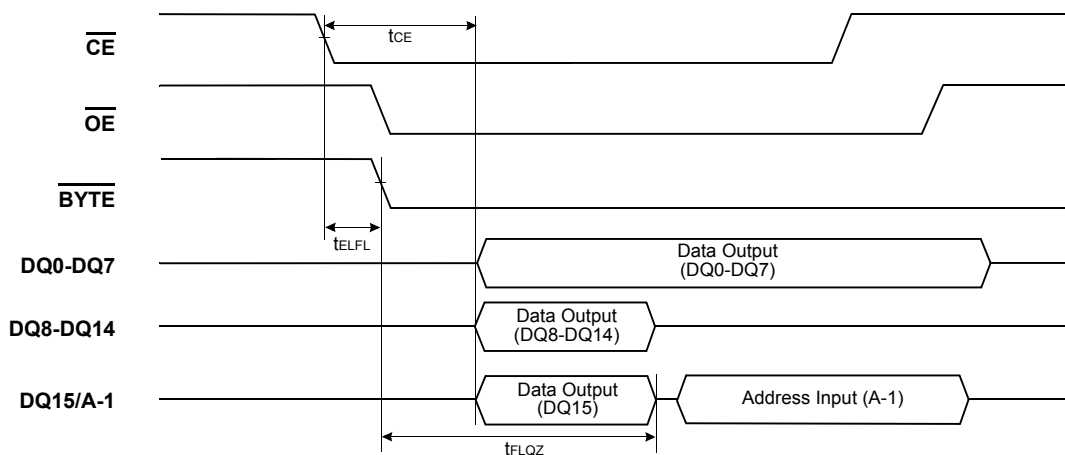 CE
tCE
OE
BYTE
tELFL
DQ0-DQ7
Data Output
(DQ0-DQ7)
DQ8-DQ14
Data Output
(DQ8-DQ14)
DQ15/A-1
Data Output
(DQ15)
Address Input (A-1)
tFLQZ